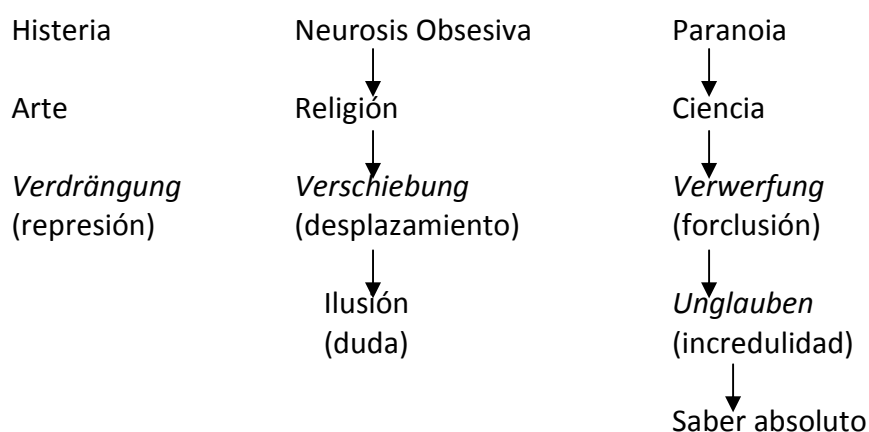 Histeria Neurosis Obsesiva Paranoia
Arte Religión Ciencia
Verdrängung Verschiebung Verwerfung
(represión) (desplazamiento) (forclusión)
Ilusión Unglauben
(duda) (incredulidad)
Saber absoluto